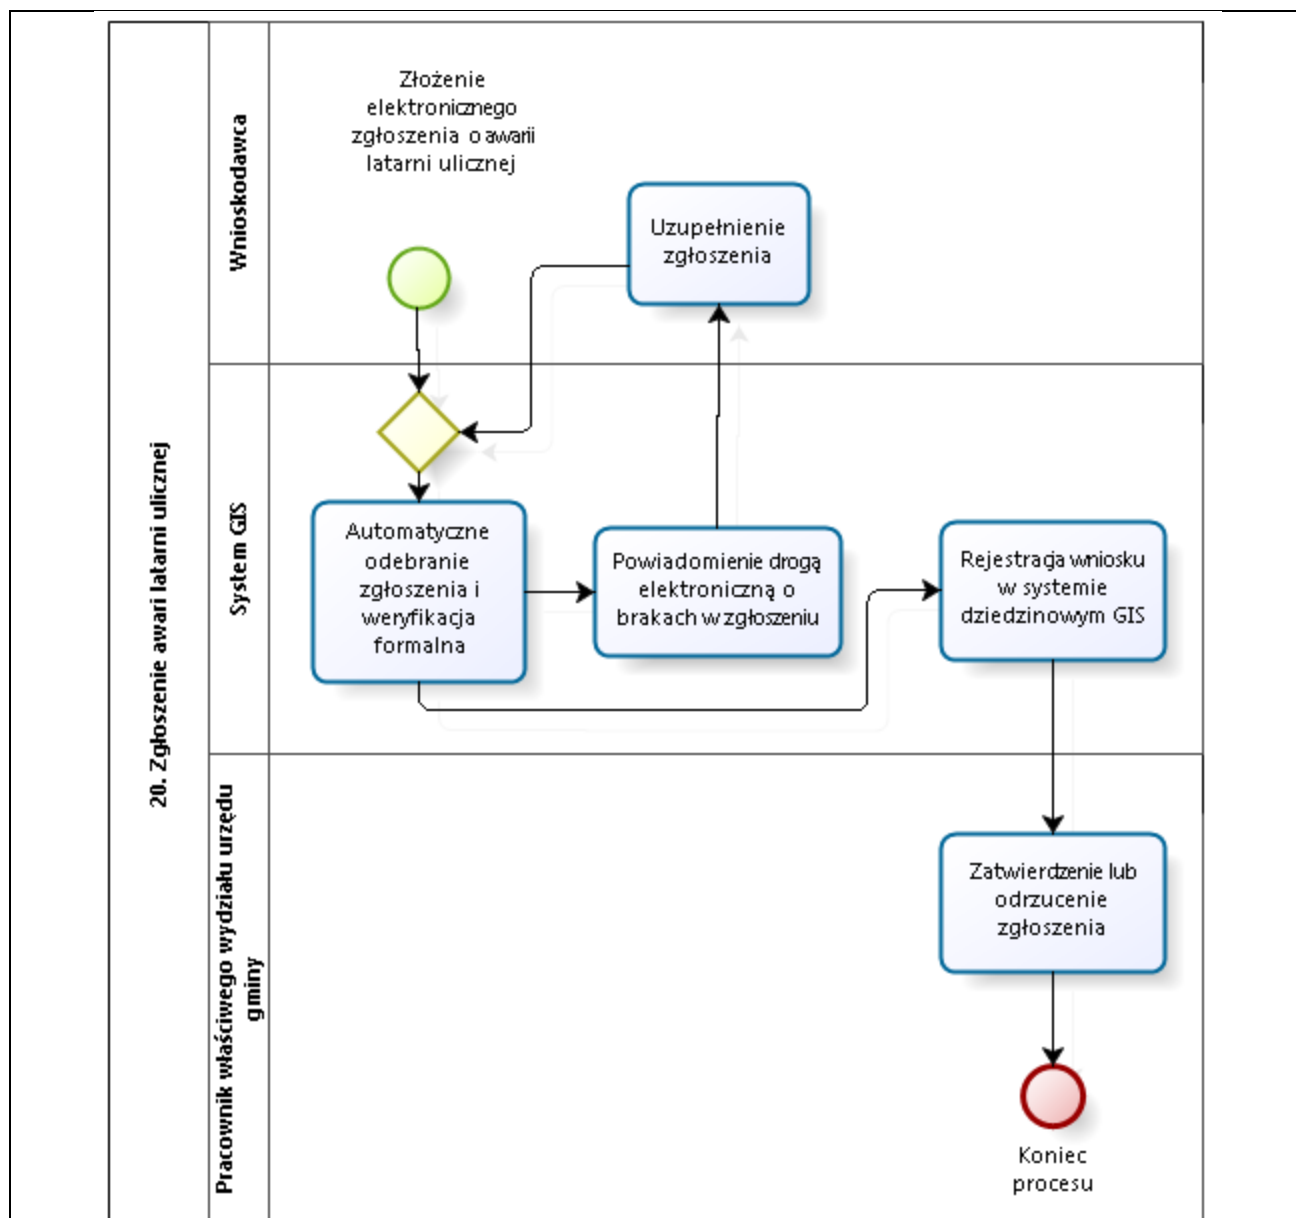 20. Zgłoszenie awari latarni ulicznej
Wnioskodawca
Złożenie
elektronicznego
zgłoszenia o awarii
latarni ulicznej
Uzupełnienie
zgłoszenia
System GIS
Automatyczne
odebranie
zgłoszenia i
weryfikacja
formalna
Powiadomienie drogą
elektroniczną o
brakach w zgłoszeniu
Rejestracja wniosku
w systemie
dziedzinowym GIS
Pracownik właściwego wydziału urzędu
gminy
Zatwierdzenie lub
odrzucenie
zgłoszenia
Koniec
procesu